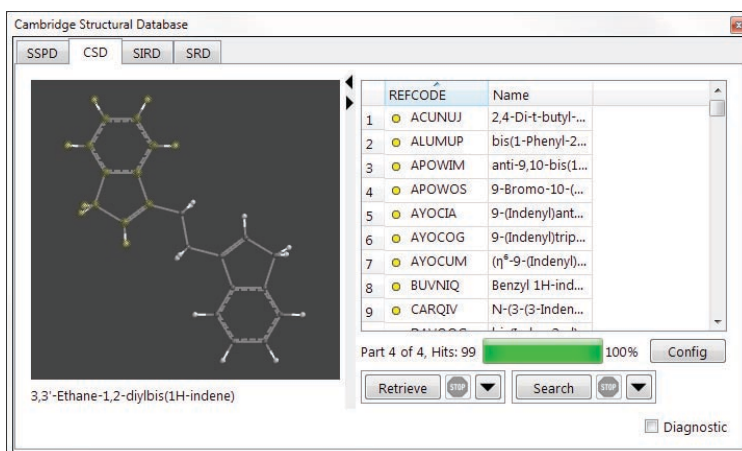 Cambridge Structural Database
SSPD CSD SIRD SRD
REFCODE Name
1 ACUNUJ 2,4-Di-t-butyl-...
2 ALUMUP bis(1-Phenyl-2...
3 APOWIM anti-9,10-bis(1...
4 APOWOS 9-Bromo-10-(...
5 AYOCIA 9-(Indenyl)ant...
6 AYOCOG 9-(Indenyl)trip...
7 AYOCUM (η⁶-9-(Indenyl)...
8 BUVNIQ Benzyl 1H-ind...
9 CARQIV N-(3-(3-Inden...
Part 4 of 4, Hits: 99 100% Config
Retrieve STOP Search STOP
3,3'-Ethane-1,2-diylbis(1H-indene)
Diagnostic